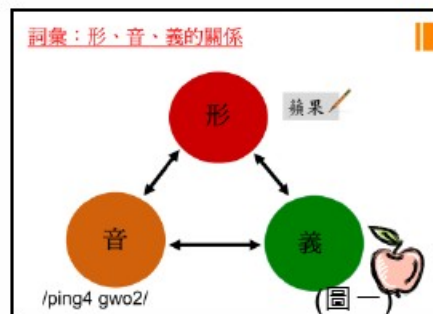 詞彙：形、音、義的關係
形
蘋果
音
義
/ping4 gwo2/
(圖一)